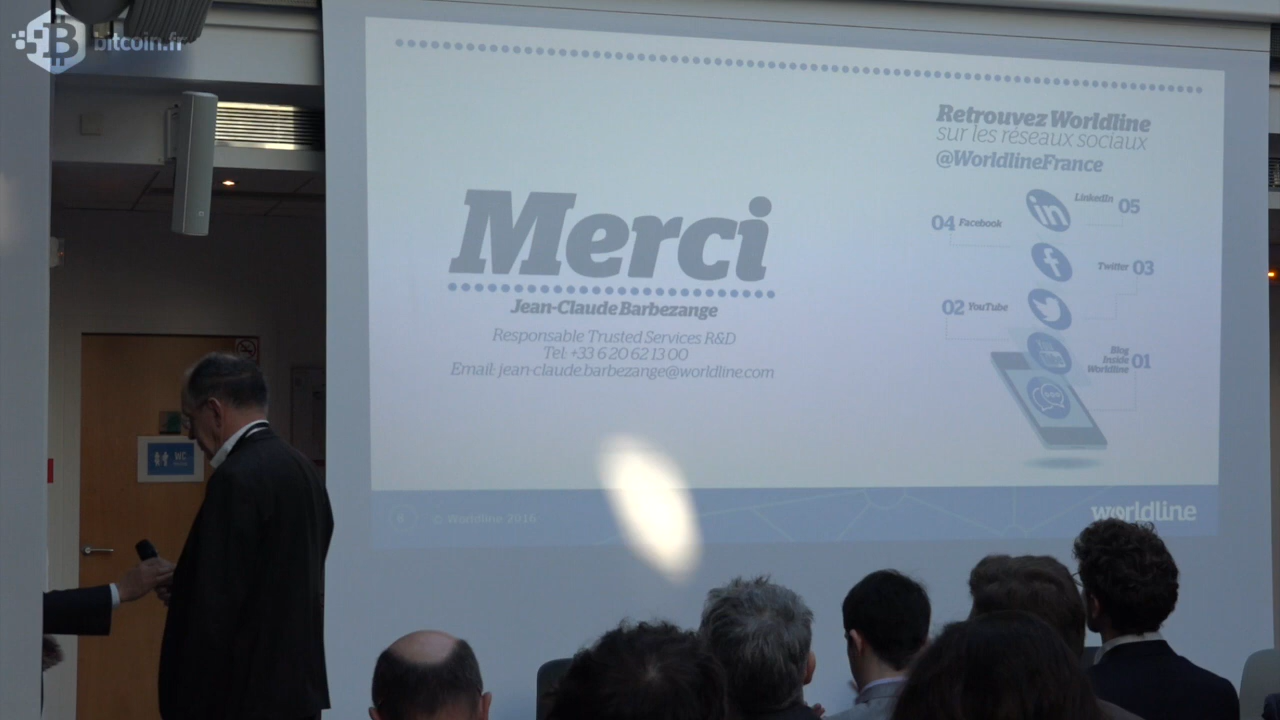 bitcoin.fr
Retrouvez Worldline
sur les réseaux sociaux
@WorldlineFrance
Merci
Jean-Claude Barbezange
Responsable Trusted Services R&D
Tel: +33 6 20 62 13 00
Email: jean-claude.barbezange@worldline.com
LinkedIn 05
04 Facebook
Twitter 03
02 YouTube
Blog
Inside
Worldline 01
WC
© Worldline 2016
worldline